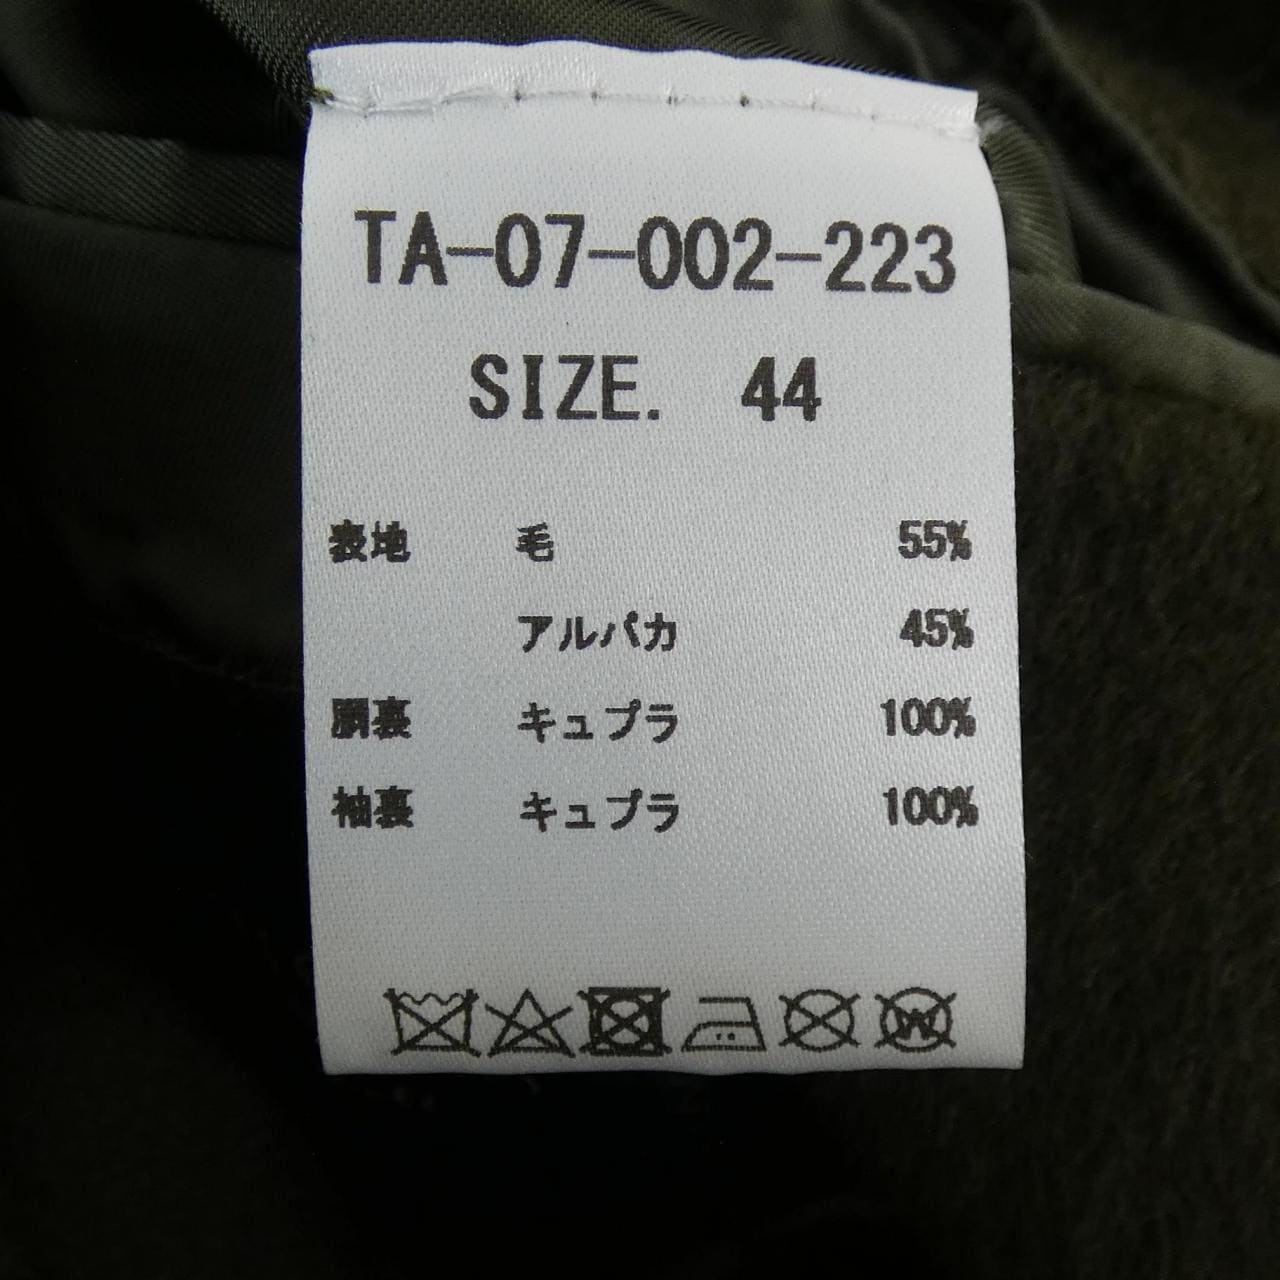 TA-07-002-223
SIZE. 44
表地 毛 55%
アルパカ 45%
胴裏 キュプラ 100%
袖裏 キュプラ 100%
W